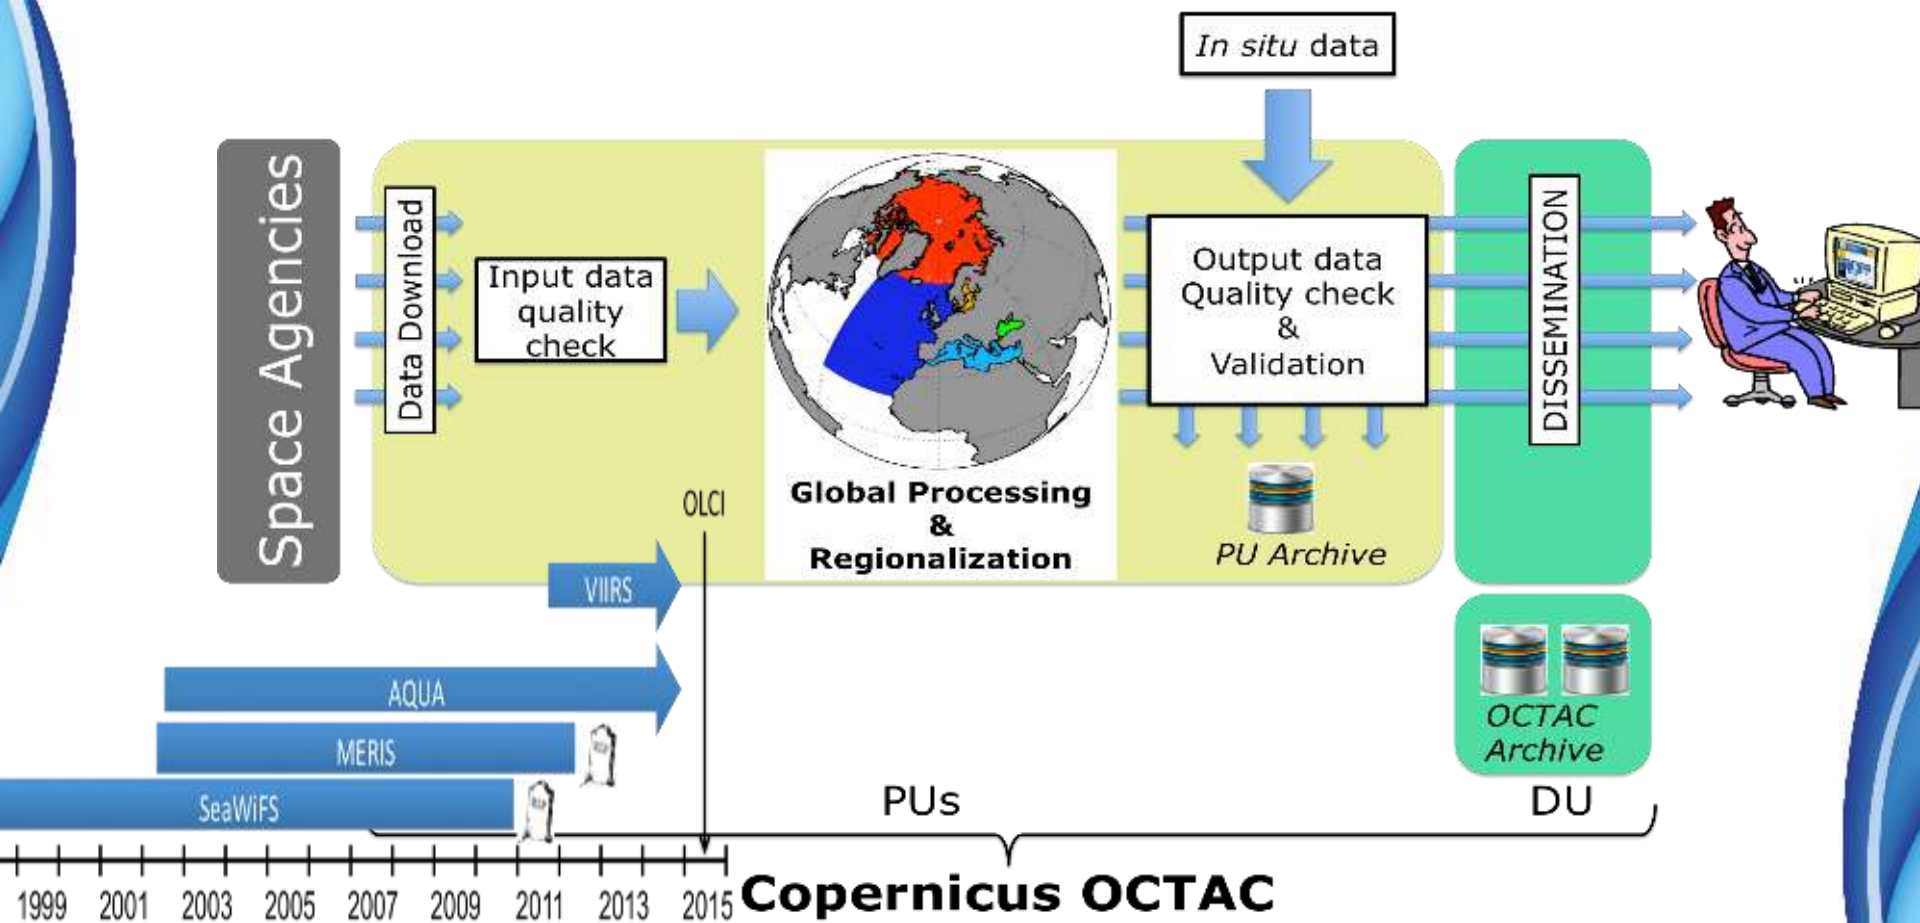 In situ data
Space Agencies
Data Download
Input data
quality
check
Global Processing
&
Regionalization
Output data
Quality check
&
Validation
PU Archive
DISSEMINATION
OCTAC
Archive
OLCI
VIIRS
AQUA
MERIS
RIP
SeaWiFS
RIP
PUs
DU
1999 2001 2003 2005 2007 2009 2011 2013 2015
Copernicus OCTAC